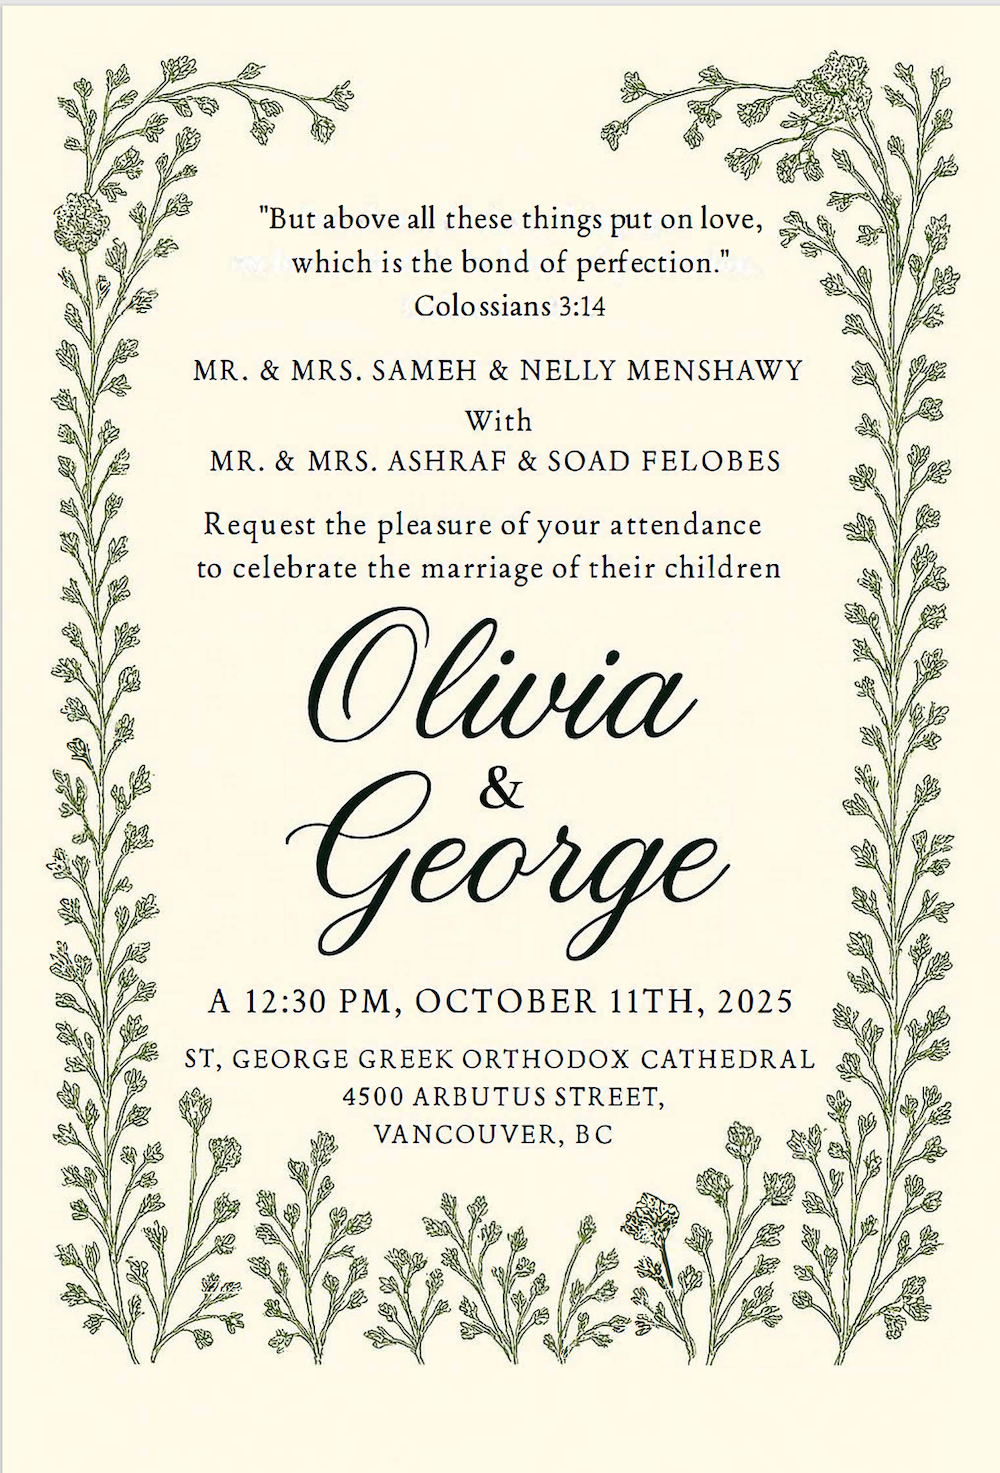 "But above all these things put on love,
which is the bond of perfection."
Colossians 3:14
MR. & MRS. SAMEH & NELLY MENSHAWY
With
MR. & MRS. ASHRAF & SOAD FELOBES
Request the pleasure of your attendance
to celebrate the marriage of their children
Olivia
&
George
A 12:30 PM, OCTOBER 11TH, 2025
ST, GEORGE GREEK ORTHODOX CATHEDRAL
4500 ARBUTUS STREET,
VANCOUVER, BC